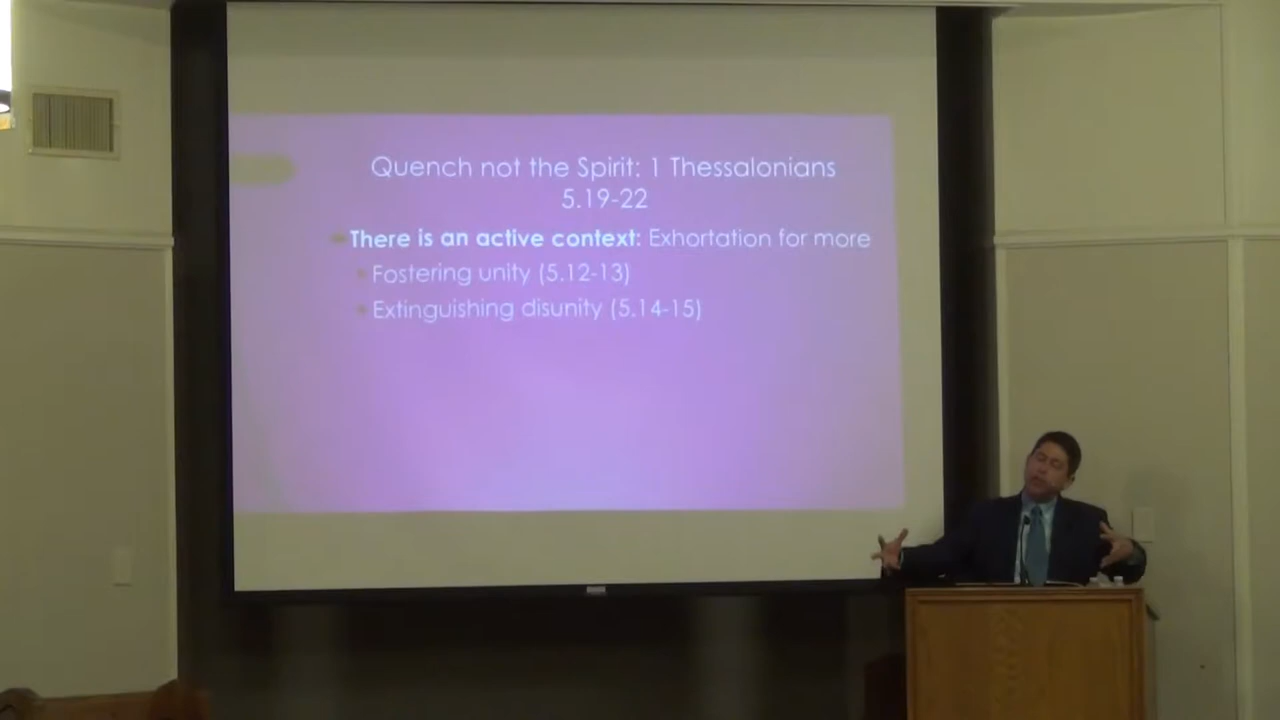 Quench not the Spirit: 1 Thessalonians
5.19-22
There is an active context: Exhortation for more
Fostering unity (5.12-13)
Extinguishing disunity (5.14-15)